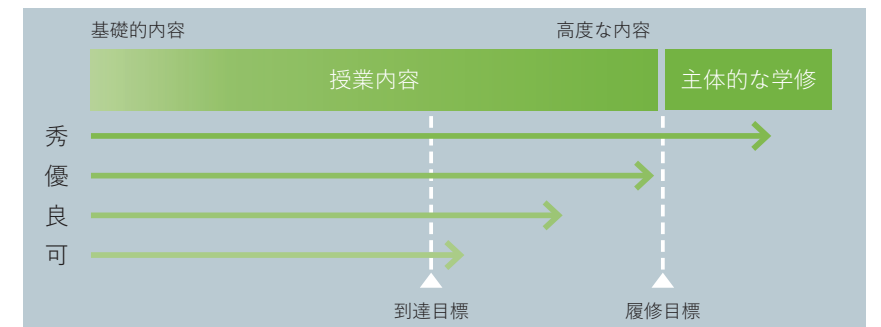 基礎的内容
高度な内容
授業内容
主体的な学修
秀
優
良
可
到達目標
履修目標